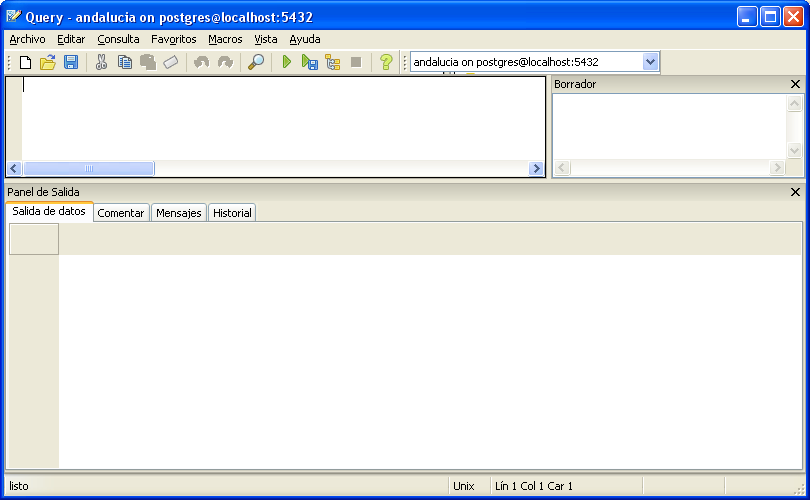 Query - andalucia on postgres@localhost:5432
Archivo Editar Consulta Favoritos Macros Vista Ayuda
andalucia on postgres@localhost:5432
Borrador
Panel de Salida
Salida de datos Comentar Mensajes Historial
listo Unix Lín 1 Col 1 Car 1